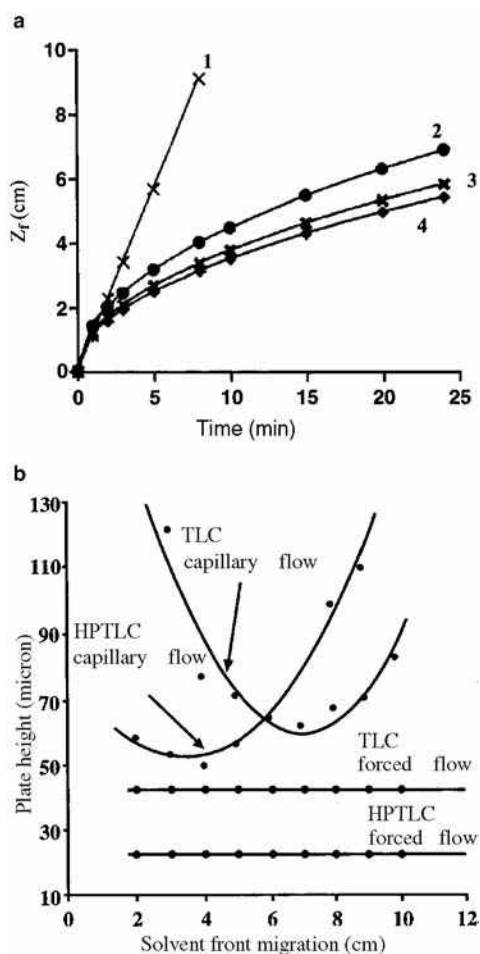 a
10
8
6
4
2
0
Z_f (cm)
1
2
3
4
0 5 10 15 20 25
Time (min)
b
130
110
90
70
50
30
10
Plate height (micron)
TLC
capillary flow
HPTLC
capillary flow
TLC
forced flow
HPTLC
forced flow
0 2 4 6 8 10 12
Solvent front migration (cm)